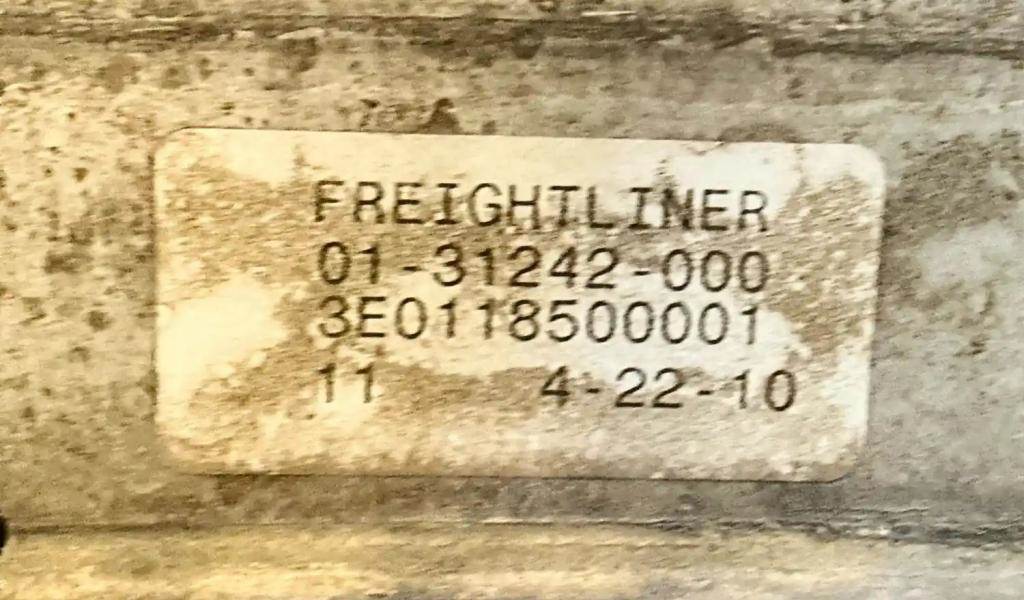 FREIGHTLINER
01-31242-000
3E0118500001
11 4-22-10